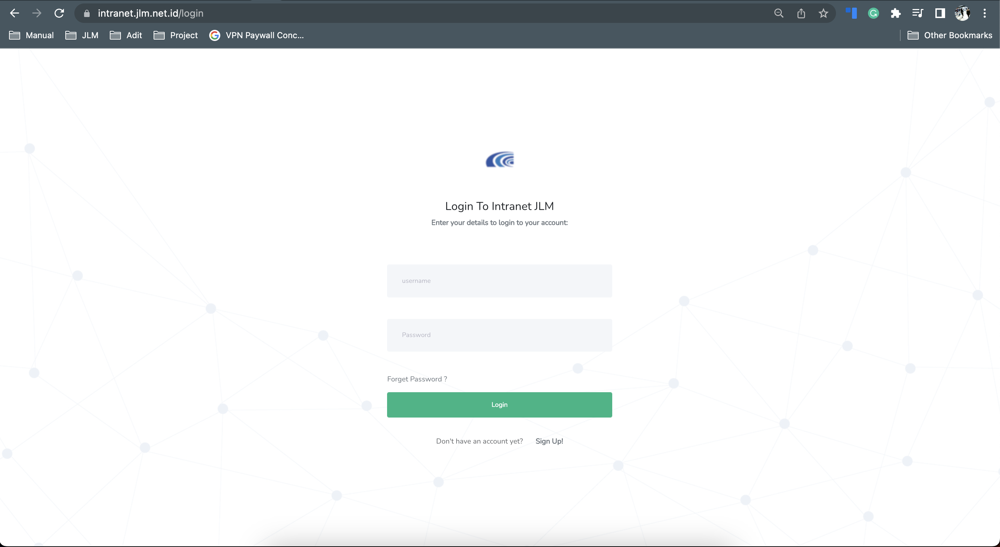 intranet.jlm.net.id/login
Manual JLM Adit Project VPN Paywall Conc... Other Bookmarks
Login To Intranet JLM
Enter your details to login to your account:
username
Password
Forget Password ?
Login
Don't have an account yet? Sign Up!